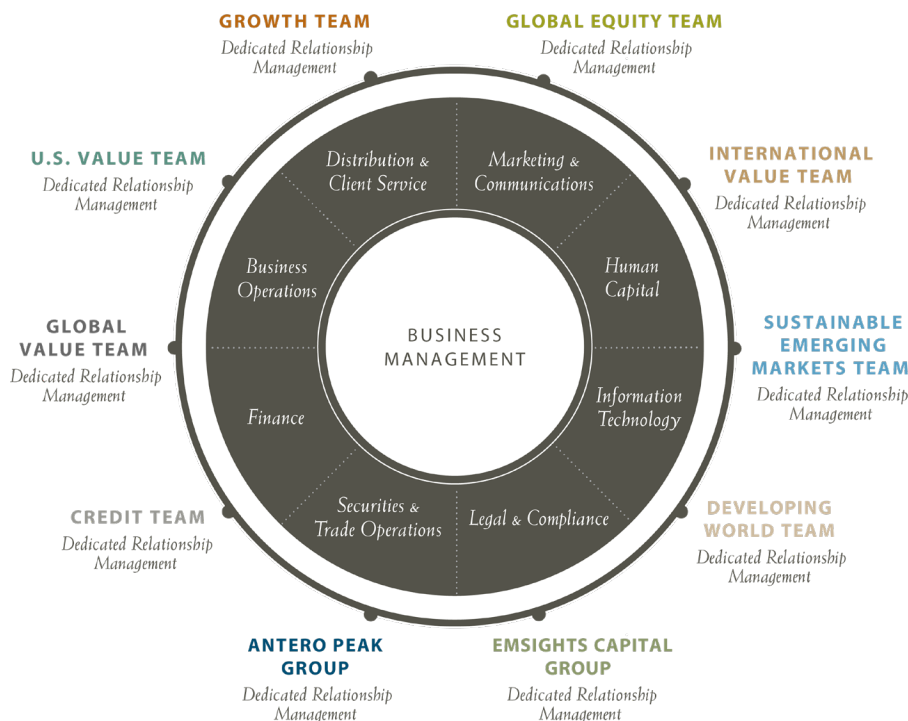 GROWTH TEAM
Dedicated Relationship
Management
GLOBAL EQUITY TEAM
Dedicated Relationship
Management
U.S. VALUE TEAM
Dedicated Relationship
Management
INTERNATIONAL
VALUE TEAM
Dedicated Relationship
Management
Distribution &
Client Service
Marketing &
Communications
Business
Operations
Human
Capital
GLOBAL
VALUE TEAM
Dedicated Relationship
Management
BUSINESS
MANAGEMENT
SUSTAINABLE
EMERGING
MARKETS TEAM
Dedicated Relationship
Management
Finance
Information
Technology
Securities &
Trade Operations
Legal & Compliance
CREDIT TEAM
Dedicated Relationship
Management
DEVELOPING
WORLD TEAM
Dedicated Relationship
Management
ANTERO PEAK
GROUP
Dedicated Relationship
Management
EMSIGHTS CAPITAL
GROUP
Dedicated Relationship
Management